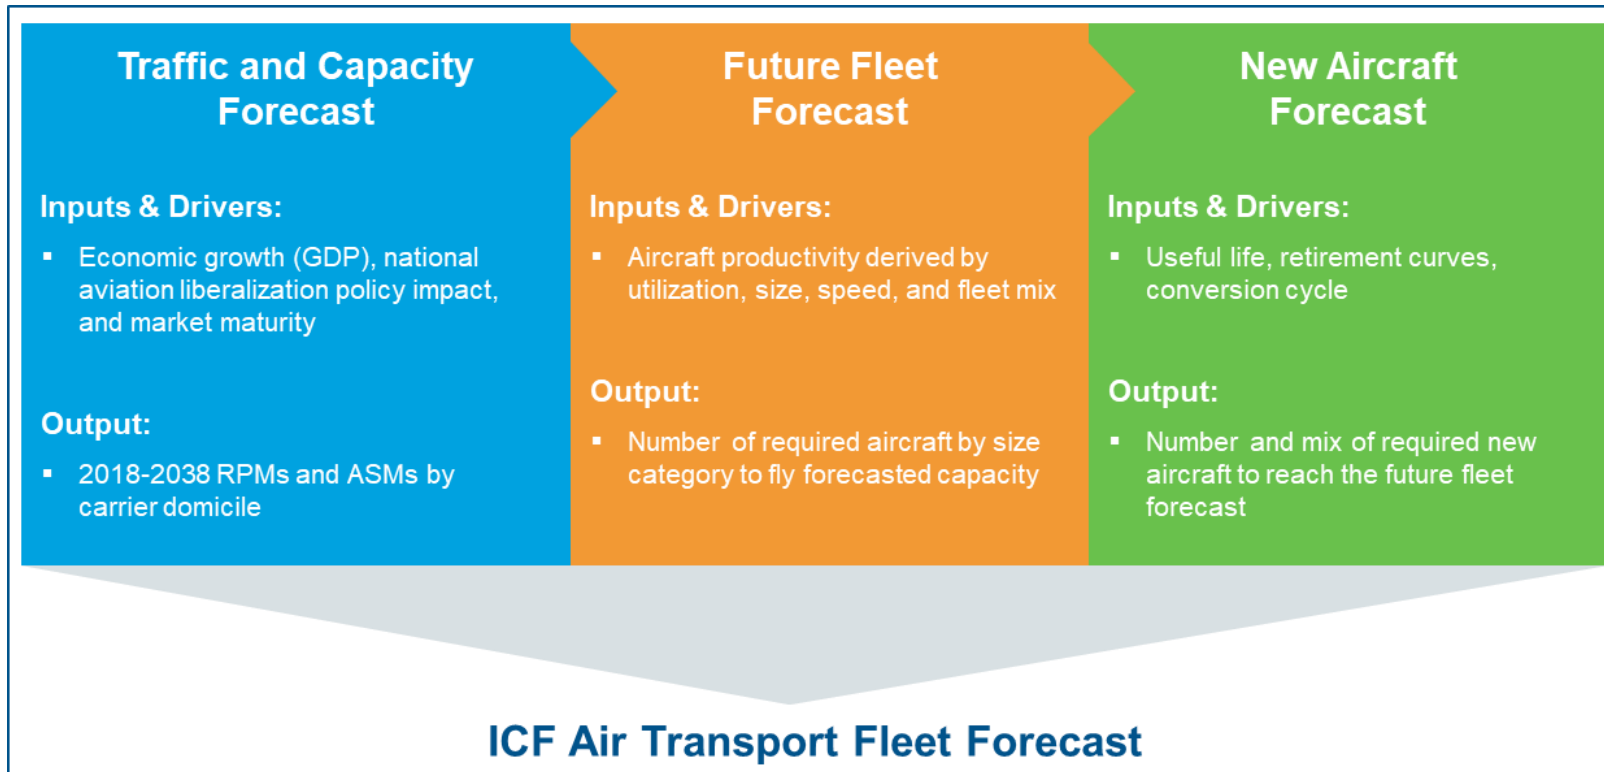 Traffic and Capacity
Forecast
Inputs & Drivers:
▪ Economic growth (GDP), national
aviation liberalization policy impact,
and market maturity
Output:
▪ 2018-2038 RPMs and ASMs by
carrier domicile
Future Fleet
Forecast
Inputs & Drivers:
▪ Aircraft productivity derived by
utilization, size, speed, and fleet mix
Output:
▪ Number of required aircraft by size
category to fly forecasted capacity
New Aircraft
Forecast
Inputs & Drivers:
▪ Useful life, retirement curves,
conversion cycle
Output:
▪ Number and mix of required new
aircraft to reach the future fleet
forecast
ICF Air Transport Fleet Forecast